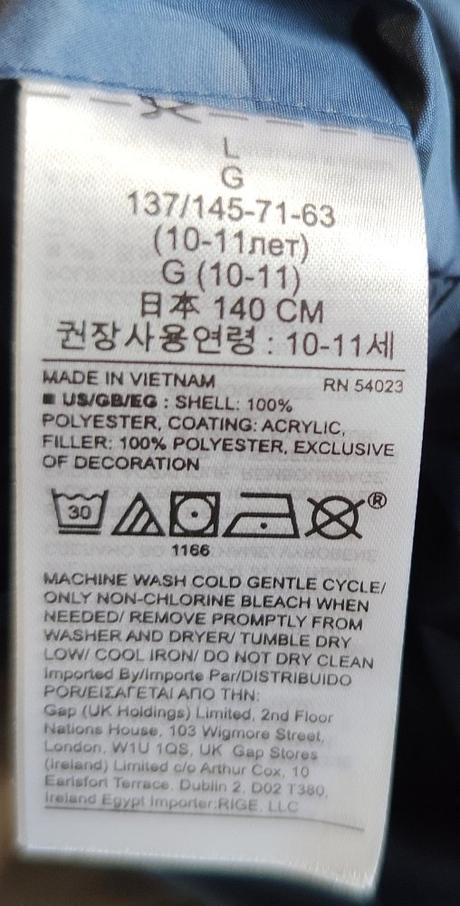 L
G
137/145-71-63
(10-11лет)
G (10-11)
日本 140 CM
권장사용연령 : 10-11세
MADE IN VIETNAM RN 54023
■ US/GB/EG : SHELL: 100%
POLYESTER, COATING: ACRYLIC,
FILLER: 100% POLYESTER, EXCLUSIVE
OF DECORATION
30
®
1166
MACHINE WASH COLD GENTLE CYCLE/
ONLY NON-CHLORINE BLEACH WHEN
NEEDED/ REMOVE PROMPTLY FROM
WASHER AND DRYER/ TUMBLE DRY
LOW/ COOL IRON/ DO NOT DRY CLEAN
Imported By/Importe Par/DISTRIBUIDO
POR/ΕΙΣΑΓΕΤΑΙ ΑΠΟ ΤΗΝ:
Gap (UK Holdings) Limited, 2nd Floor
Nations House, 103 Wigmore Street,
London, W1U 1QS, UK Gap Stores
(Ireland) Limited c/o Arthur Cox, 10
Earlsfort Terrace, Dublin 2, D02 T380,
Ireland Egypt Importer:RIGE, LLC